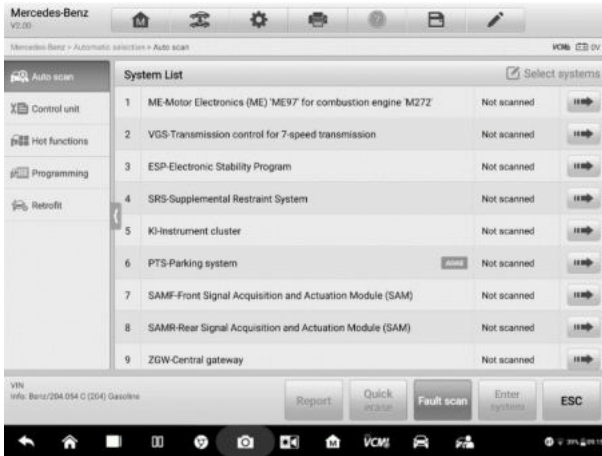 Mercedes-Benz
V2.00
Mercedes-Benz > Automatic selection > Auto scan
VCMI 0V
Auto scan
System List
Select systems
Control unit
Hot functions
Programming
Retrofit
1 ME-Motor Electronics (ME) 'ME97' for combustion engine 'M272' Not scanned
2 VGS-Transmission control for 7-speed transmission Not scanned
3 ESP-Electronic Stability Program Not scanned
4 SRS-Supplemental Restraint System Not scanned
5 KI-Instrument cluster Not scanned
6 PTS-Parking system ADAS Not scanned
7 SAMF-Front Signal Acquisition and Actuation Module (SAM) Not scanned
8 SAMR-Rear Signal Acquisition and Actuation Module (SAM) Not scanned
9 ZGW-Central gateway Not scanned
VIN
Info: Benz/204.054 C (204) Gasoline
Report
Quick erase
Fault scan
Enter system
ESC
VCMI